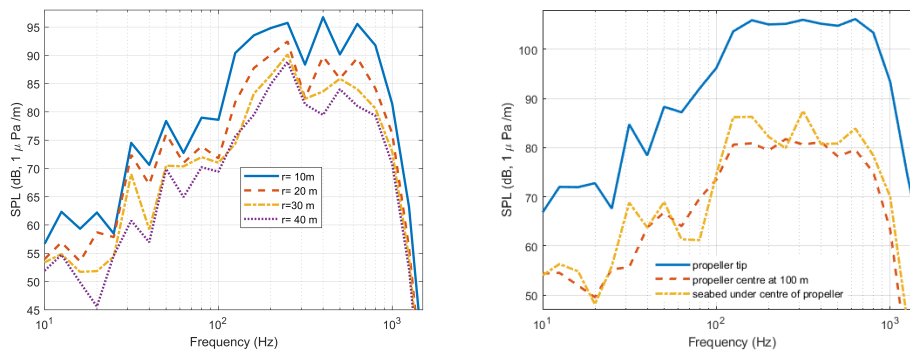 95
90
85
80
75
70
65
60
55
50
45
SPL (dB, 1 μ Pa /m)
r= 10m
r= 20 m
r=30 m
r= 40 m
10^1
10^2
10^3
Frequency (Hz)
100
90
80
70
60
50
SPL (dB, 1 μ Pa /m)
propeller tip
propeller centre at 100 m
seabed under centre of propeller
10^1
10^2
10^3
Frequency (Hz)